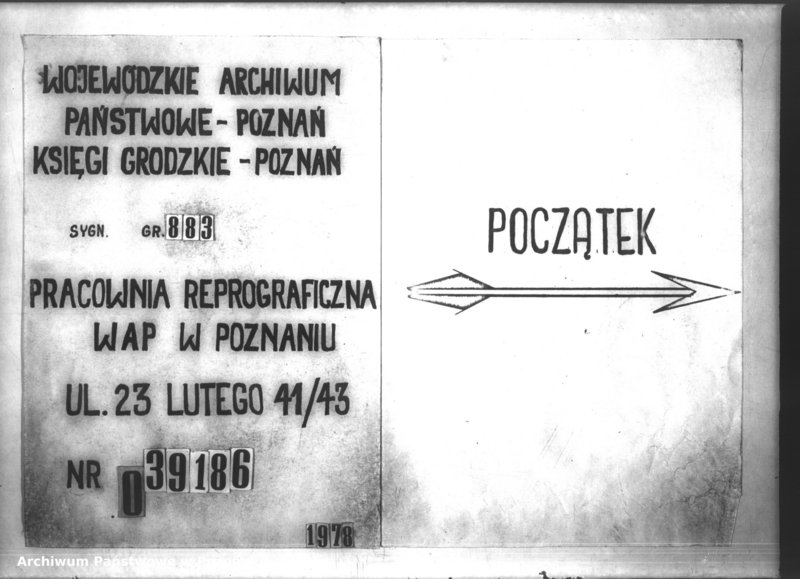 WOJEWÓDZKIE ARCHIWUM
PAŃSTWOWE - POZNAŃ
KSIĘGI GRODZKIE - POZNAŃ
SYGN. GR. 883
PRACOWNIA REPROGRAFICZNA
WAP W POZNANIU
UL. 23 LUTEGO 41/43
NR 039186
1978
POCZĄTEK
Archiwum Państwowe w